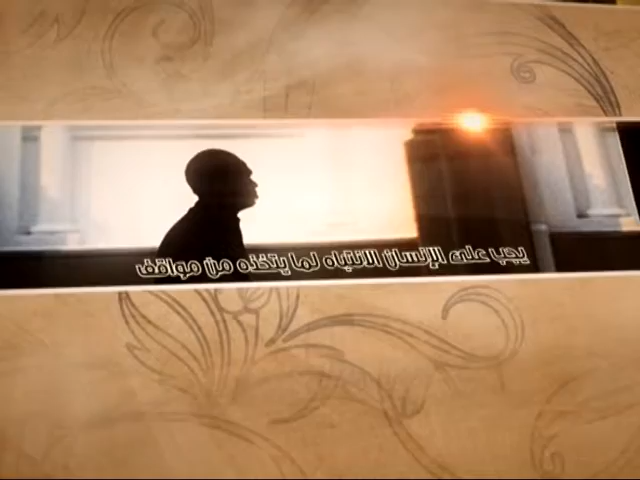 يجب على الإنسان الانتباه لما يتخذه من مواقف